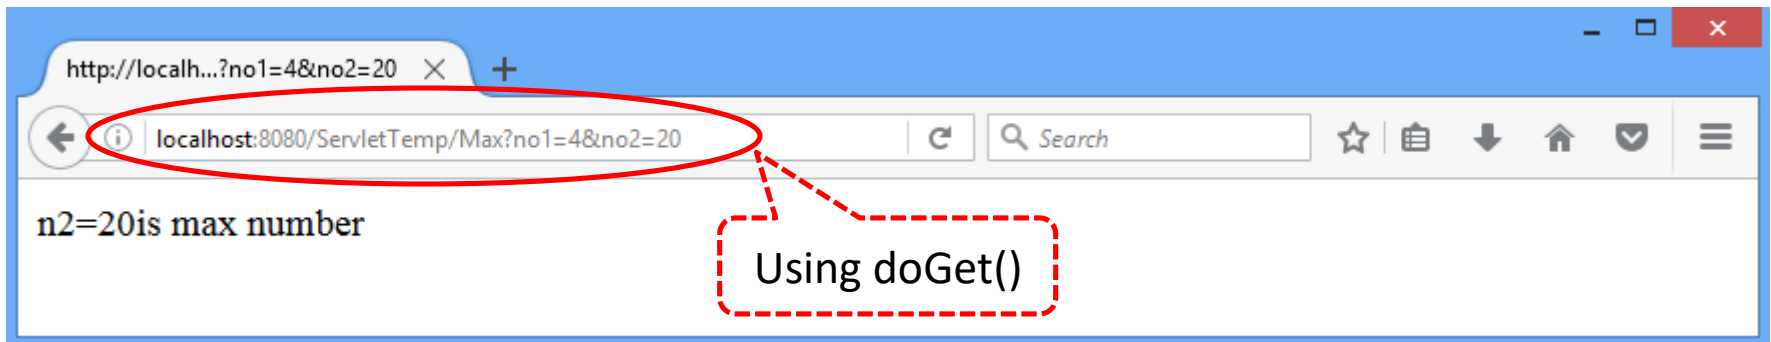 http://localh...?no1=4&no2=20
localhost:8080/ServletTemp/Max?no1=4&no2=20
Search
n2=20is max number
Using doGet()